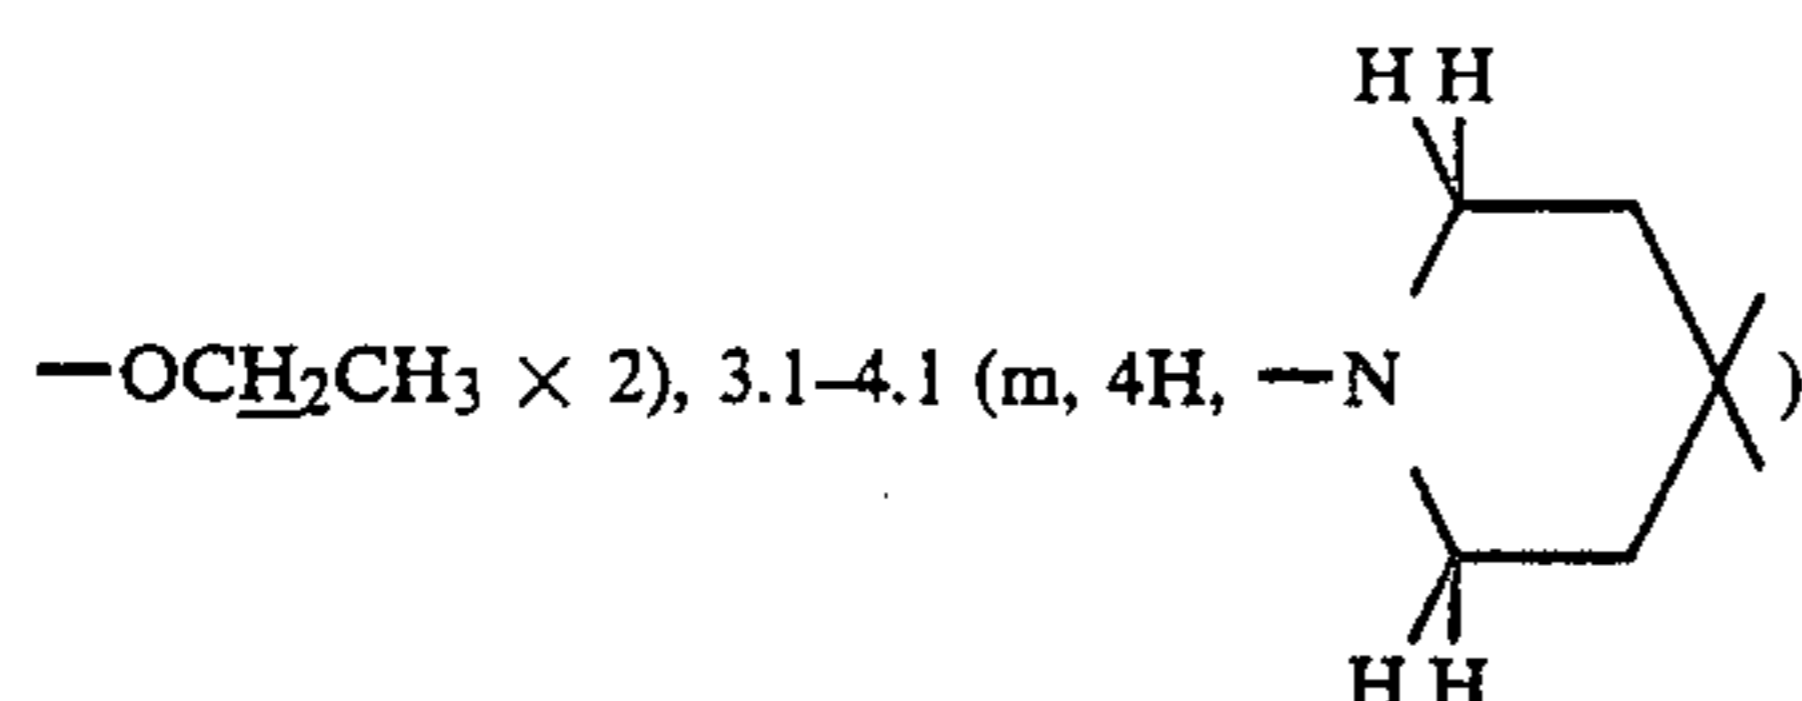 H H
—OCH₂CH₃ × 2), 3.1–4.1 (m, 4H, —N )
H H